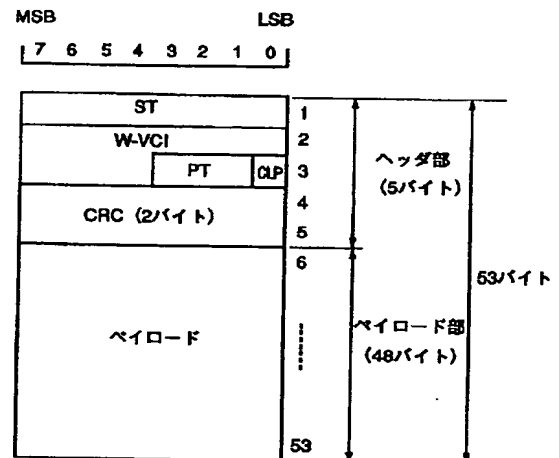 MSB LSB
7 6 5 4 3 2 1 0
ST 1
W-VCI 2
PT CLP 3
ヘッダ部
(5バイト)
CRC (2バイト) 4
5
6
53バイト
ペイロード
ペイロード部
(48バイト)
53